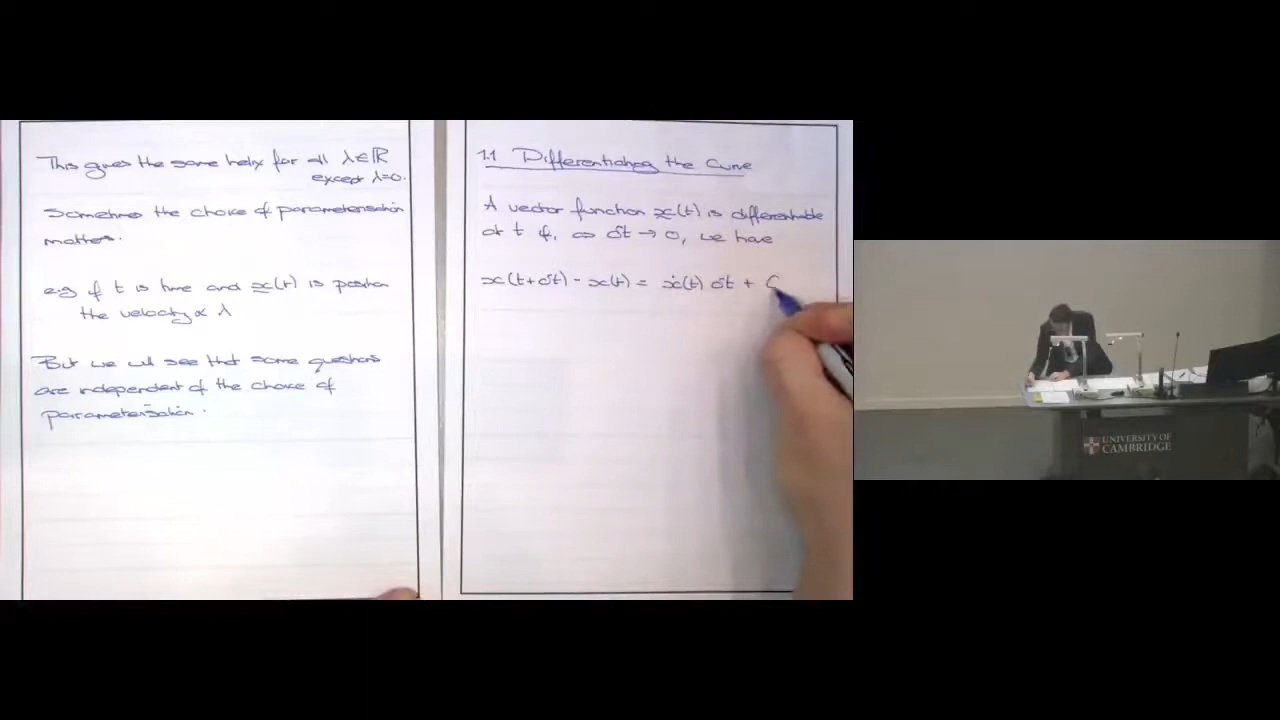 This gives the same helix for all λ∈ℝ
except λ=0.
Sometimes the choice of parameterisation
matters.
e.g. if t is time and x(t) is position
the velocity ∝ λ
But we will see that some questions
are independent of the choice of
parameterisation.
1.1 Differentiating the Curve
A vector function x(t) is differentiable
at t if, as δt → 0, we have
x(t+δt) - x(t) = ẋ(t) δt +
UNIVERSITY OF
CAMBRIDGE